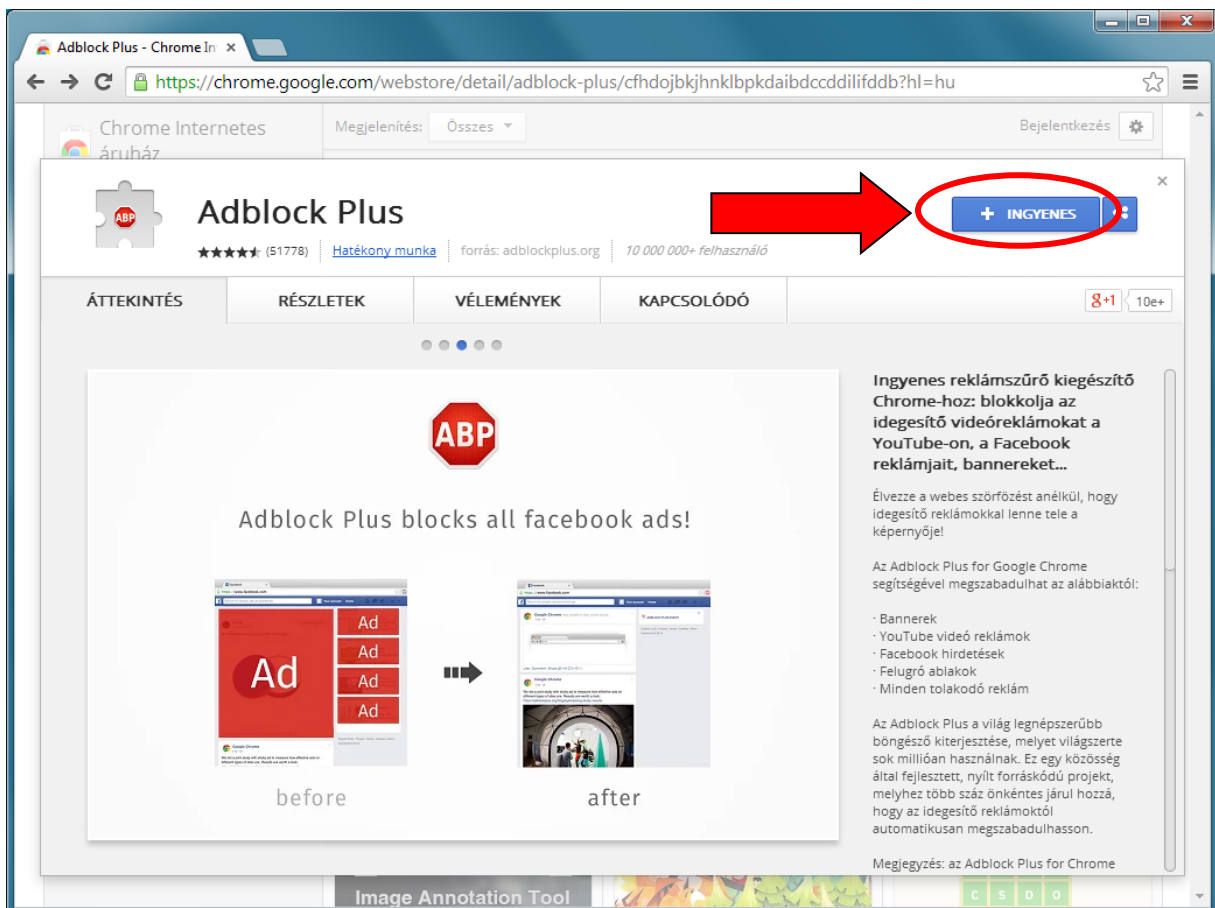 Adblock Plus - Chrome In
https://chrome.google.com/webstore/detail/adblock-plus/cfhdojbkjhnklbpkdaibdccddilifddb?hl=hu
Chrome Internetes
áruház
Megjelenítés: Összes
Bejelentkezés
ABP
Adblock Plus
(51778) Hatékony munka forrás: adblockplus.org 10 000 000+ felhasználó
+ INGYENES
ÁTTEKINTÉS RÉSZLETEK VÉLEMÉNYEK KAPCSOLÓDÓ
g+1 10e+
ABP
Adblock Plus blocks all facebook ads!
Ad
Ad
Ad
Ad
Ad
Google Chrome
Google Chrome
Google Chrome
before after
Ingyenes reklámszűrő kiegészítő
Chrome-hoz: blokkolja az
idegesítő videóreklámokat a
YouTube-on, a Facebook
reklámjait, bannereket...
Élvezze a webes szörfözést anélkül, hogy
idegesítő reklámokkal lenne tele a
képernyője!
Az Adblock Plus for Google Chrome
segítségével megszabadulhat az alábbiaktól:
· Bannerek
· YouTube videó reklámok
· Facebook hirdetések
· Felugró ablakok
· Minden tolakodó reklám
Az Adblock Plus a világ legnépszerűbb
böngésző kiterjesztése, melyet világszerte
sok millióan használnak. Ez egy közösség
által fejlesztett, nyílt forráskódú projekt,
melyhez több száz önkéntes járul hozzá,
hogy az idegesítő reklámoktól
automatikusan megszabadulhasson.
Megjegyzés: az Adblock Plus for Chrome
Image Annotation Tool
C S D O